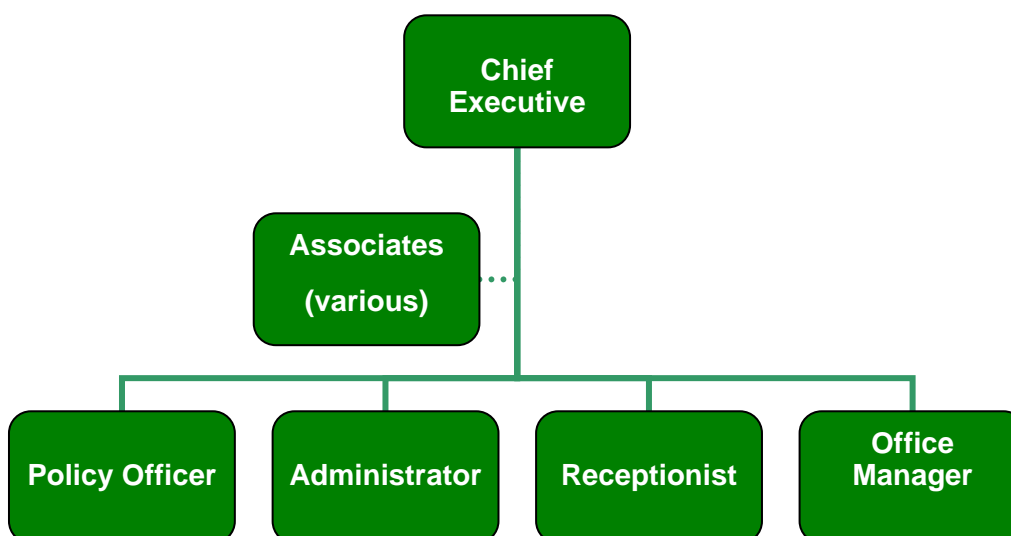 Chief
Executive
Associates
(various)
Policy Officer
Administrator
Receptionist
Office
Manager